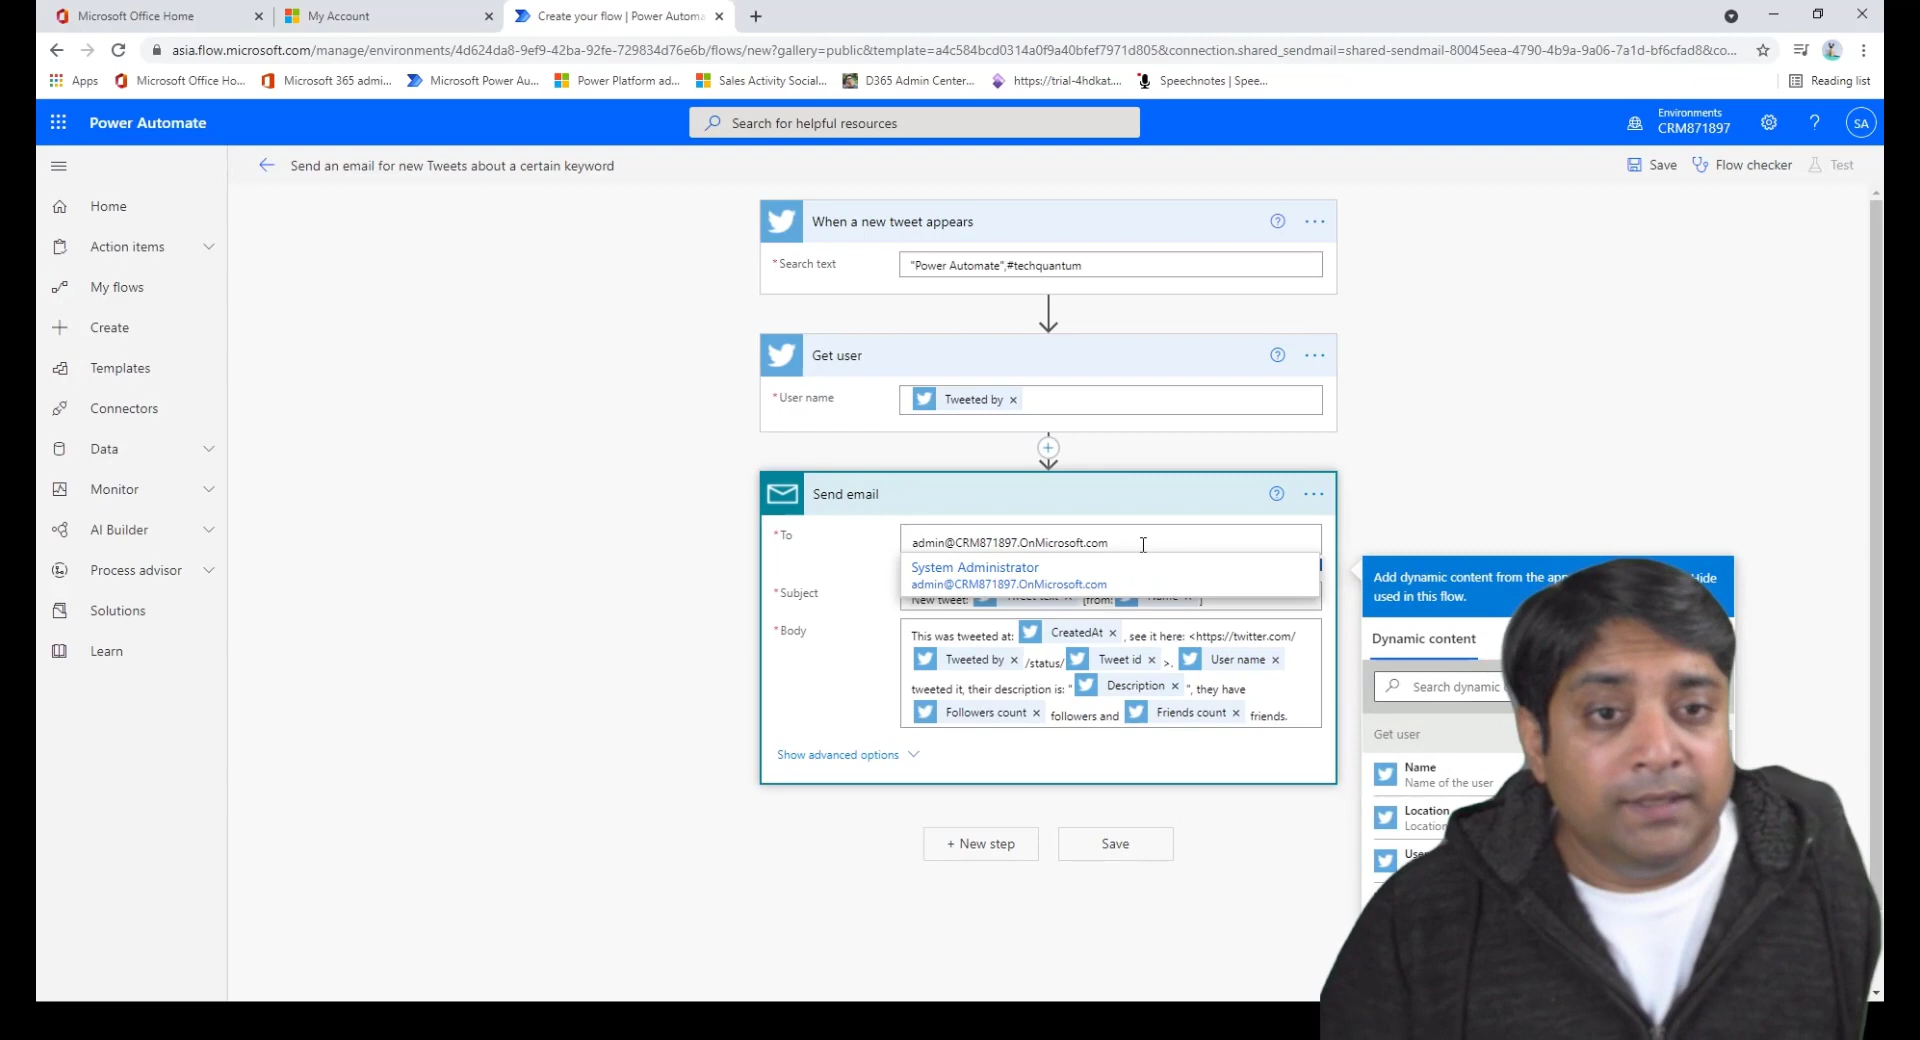 Microsoft Office Home
My Account
Create your flow | Power Automa
asia.flow.microsoft.com/manage/environments/4d624da8-9ef9-42ba-92fe-729834d76e6b/flows/new?gallery=public&template=a4c584bcd0314a0f9a40bfef7971d805&connection.shared_sendmail=shared-sendmail-80045eea-4790-4b9a-9a06-7a1d-bf6cfad8&co...
Apps
Microsoft Office Ho...
Microsoft 365 admi...
Microsoft Power Au...
Power Platform ad...
Sales Activity Social...
D365 Admin Center...
https://trial-4hdkat....
Speechnotes | Spee...
Reading list
Power Automate
Search for helpful resources
Environments
CRM871897
SA
Send an email for new Tweets about a certain keyword
Save
Flow checker
Test
Home
Action items
My flows
Create
Templates
Connectors
Data
Monitor
AI Builder
Process advisor
Solutions
Learn
When a new tweet appears
* Search text
"Power Automate",#techquantum
Get user
* User name
Tweeted by
Send email
* To
admin@CRM871897.OnMicrosoft.com
System Administrator
admin@CRM871897.OnMicrosoft.com
* Subject
New tweet: Tweet text [from: Name ]
* Body
This was tweeted at: CreatedAt , see it here: <https://twitter.com/
Tweeted by /status/ Tweet id >. User name
tweeted it, their description is: " Description ", they have
Followers count followers and Friends count friends.
Show advanced options
+ New step
Save
Add dynamic content from the app
Hide
used in this flow.
Dynamic content
Search dynamic
Get user
Name
Name of the user
Location
Location